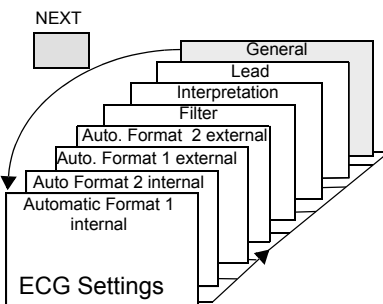 NEXT
General
Lead
Interpretation
Filter
Auto. Format  2 external
Auto. Format 1 external
Auto Format 2 internal
Automatic Format 1
internal
ECG Settings